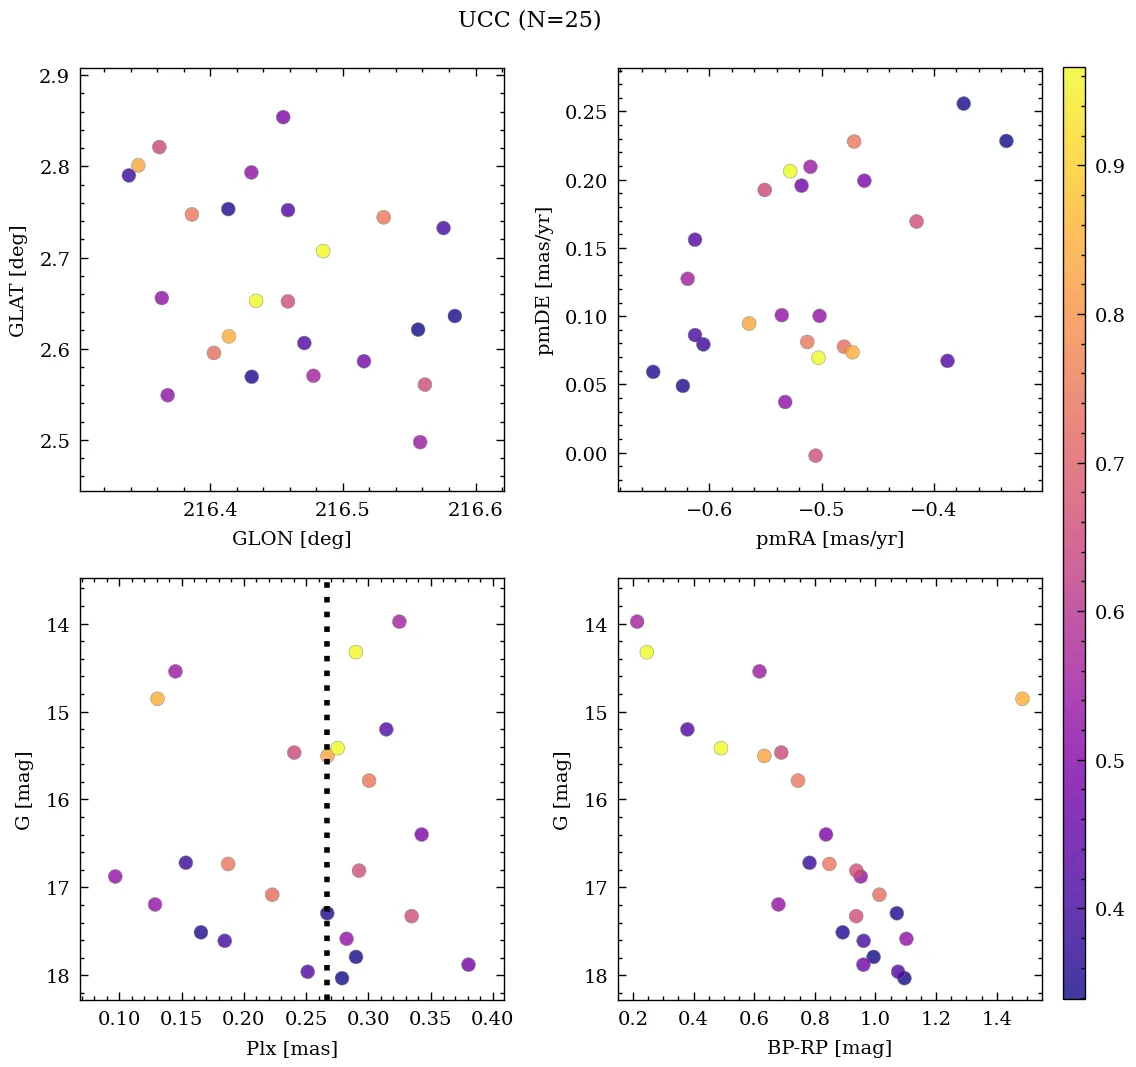 UCC (N=25)
2.9
2.8
2.7
2.6
2.5
GLAT [deg]
216.4 216.5 216.6
GLON [deg]
0.25
0.20
0.15
0.10
0.05
0.00
pmDE [mas/yr]
−0.6 −0.5 −0.4
pmRA [mas/yr]
14
15
16
17
18
G [mag]
0.10 0.15 0.20 0.25 0.30 0.35 0.40
Plx [mas]
14
15
16
17
18
G [mag]
0.2 0.4 0.6 0.8 1.0 1.2 1.4
BP-RP [mag]
0.9
0.8
0.7
0.6
0.5
0.4